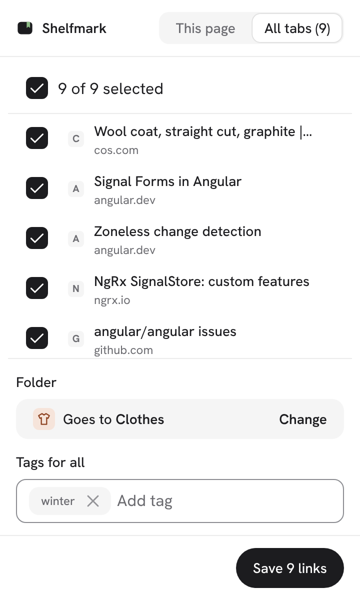 Shelfmark
This page
All tabs (9)
9 of 9 selected
C
Wool coat, straight cut, graphite |...
cos.com
A
Signal Forms in Angular
angular.dev
A
Zoneless change detection
angular.dev
N
NgRx SignalStore: custom features
ngrx.io
G
angular/angular issues
github.com
Folder
Goes to Clothes
Change
Tags for all
winter
Add tag
Save 9 links